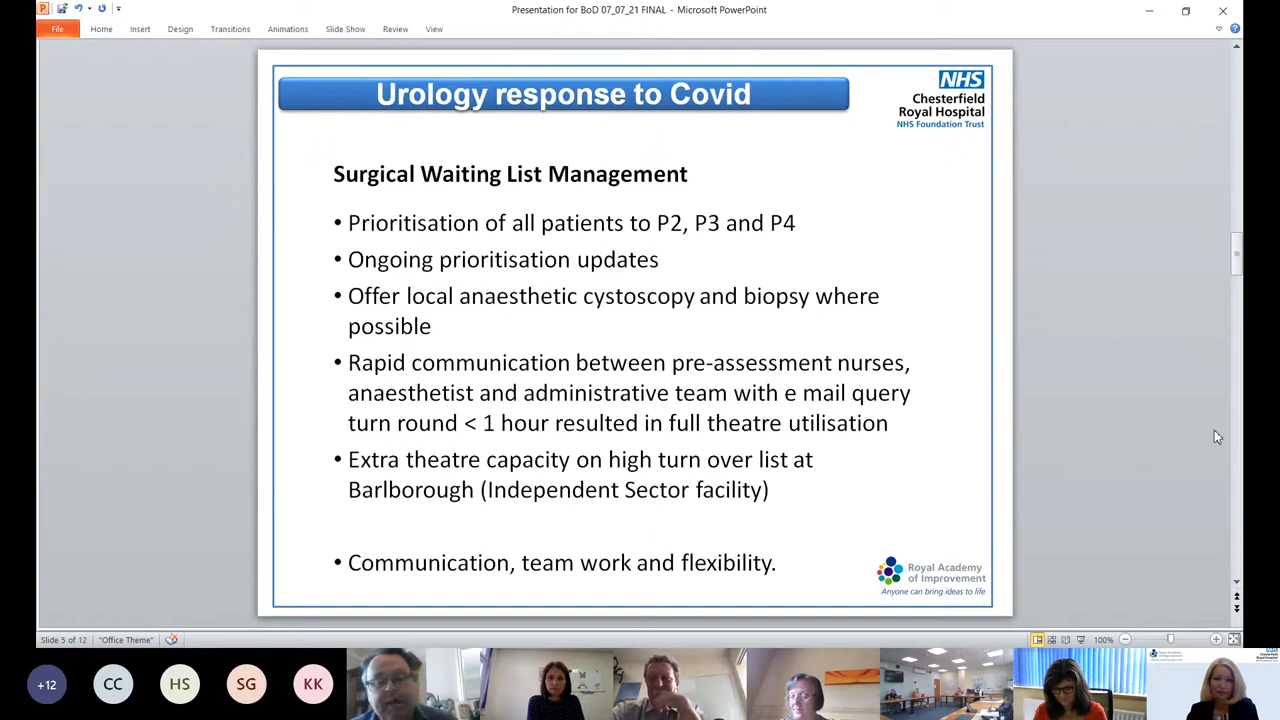 Presentation for BoD 07_07_21 FINAL - Microsoft PowerPoint
File Home Insert Design Transitions Animations Slide Show Review View
Urology response to Covid
NHS
Chesterfield
Royal Hospital
NHS Foundation Trust
Surgical Waiting List Management
• Prioritisation of all patients to P2, P3 and P4
• Ongoing prioritisation updates
• Offer local anaesthetic cystoscopy and biopsy where
possible
• Rapid communication between pre-assessment nurses,
anaesthetist and administrative team with e mail query
turn round < 1 hour resulted in full theatre utilisation
• Extra theatre capacity on high turn over list at
Barlborough (Independent Sector facility)
• Communication, team work and flexibility.
Royal Academy
of Improvement
Anyone can bring ideas to life
Slide 5 of 12 "Office Theme" 100%
+12 CC HS SG KK